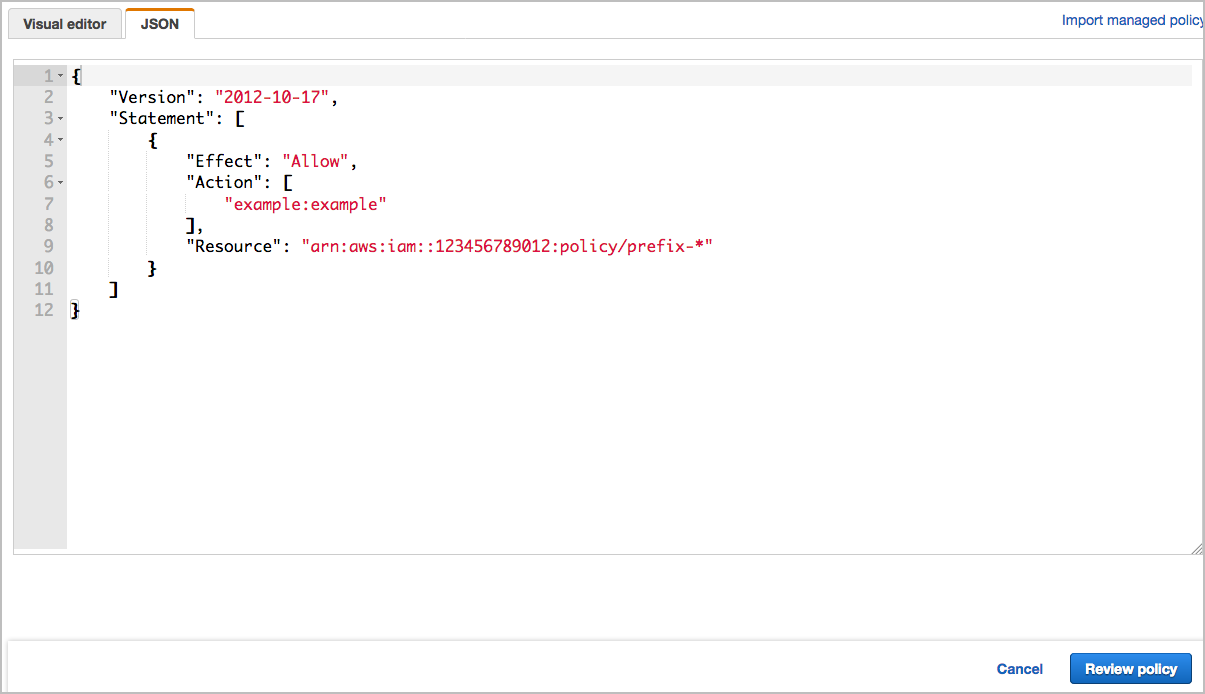 Visual editor
JSON
Import managed policy
1 {
2 "Version": "2012-10-17",
3 "Statement": [
4 {
5 "Effect": "Allow",
6 "Action": [
7 "example:example"
8 ],
9 "Resource": "arn:aws:iam::123456789012:policy/prefix-*"
10 }
11 ]
12 }
Cancel
Review policy